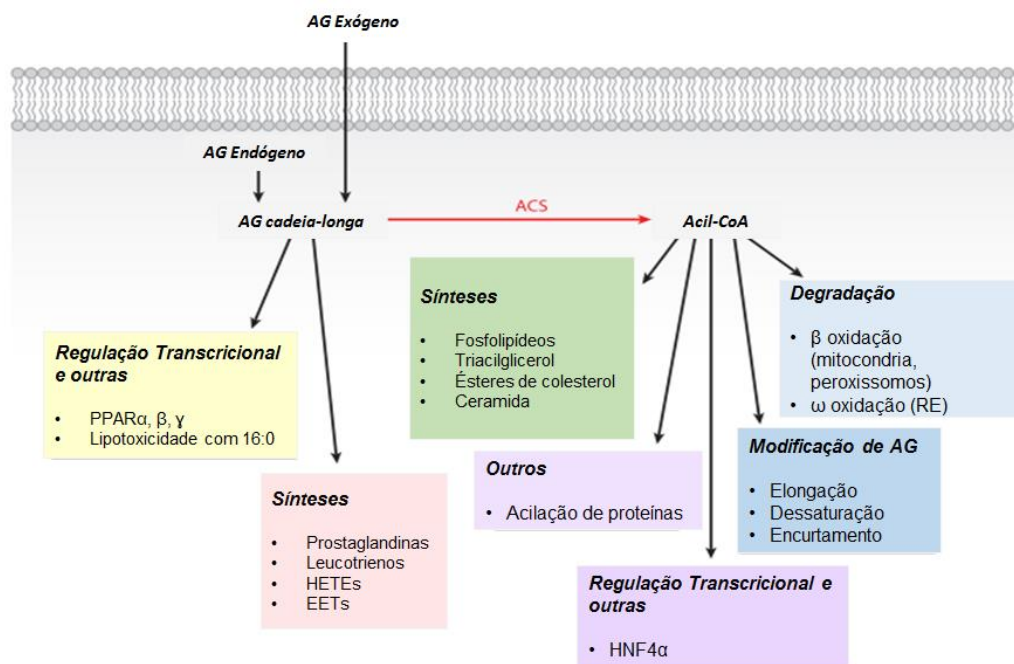 AG Exógeno
AG Endógeno
AG cadeia-longa
ACS
Acil-CoA
Regulação Transcricional
e outras
• PPARα, β, ɣ
• Lipotoxicidade com 16:0
Sínteses
• Prostaglandinas
• Leucotrienos
• HETEs
• EETs
Sínteses
• Fosfolipídeos
• Triacilglicerol
• Ésteres de colesterol
• Ceramida
Outros
• Acilação de proteínas
Regulação Transcricional e
outras
• HNF4α
Degradação
• β oxidação
(mitocondria,
peroxissomos)
• ω oxidação (RE)
Modificação de AG
• Elongação
• Dessaturação
• Encurtamento